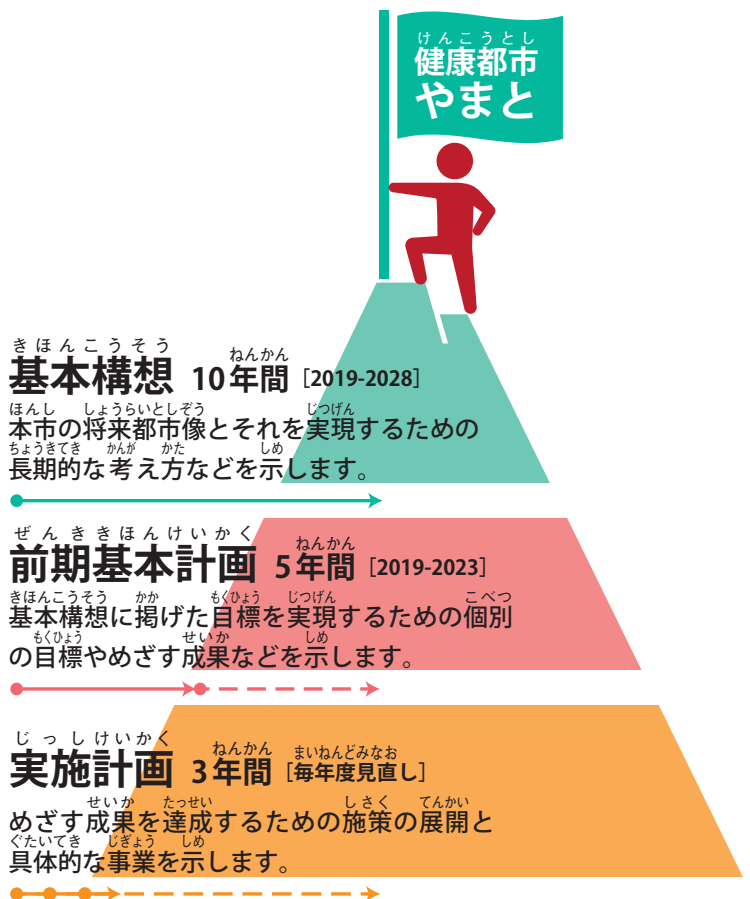 けんこうとし
健康都市
やまと
きほんこうそう ねんかん
基本構想 10年間［2019-2028］
ほんし しょうらいとしぞう じつげん
本市の将来都市像とそれを実現するための
ちょうきてき かんが かた しめ
長期的な考え方などを示します。
ぜんききほんけいかく ねんかん
前期基本計画 5年間［2019-2023］
きほんこうそう かか もくひょう じつげん こべつ
基本構想に掲げた目標を実現するための個別
もくひょう せいか しめ
の目標やめざす成果などを示します。
じっしけいかく ねんかん まいねんどみなお
実施計画 3年間［毎年度見直し］
せいか たっせい しさく てんかい
めざす成果を達成するための施策の展開と
ぐたいてき じぎょう しめ
具体的な事業を示します。